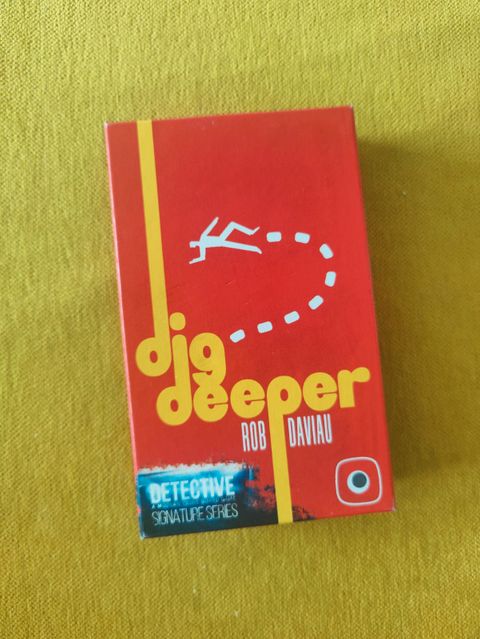 dig
deeper
ROB DAVIAU
DETECTIVE
SIGNATURE SERIES